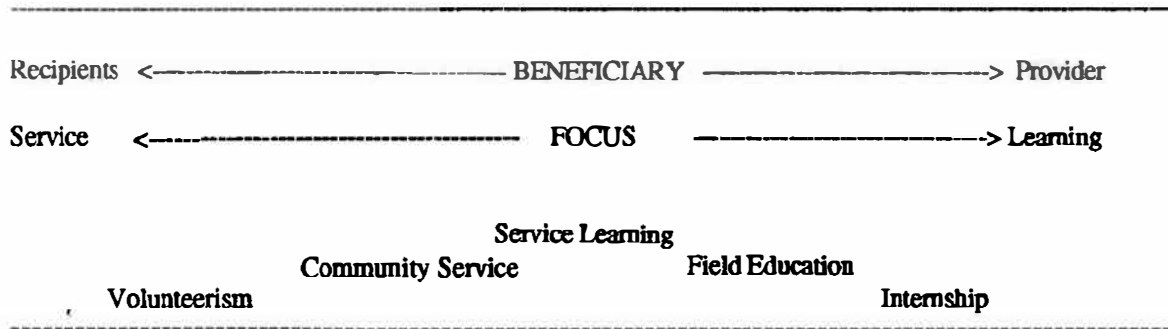 Recipients <----------------------------- BENEFICIARY -----------------------------> Provider
Service <----------------------------- FOCUS -----------------------------> Learning
Service Learning
Community Service Field Education
Volunteerism Internship